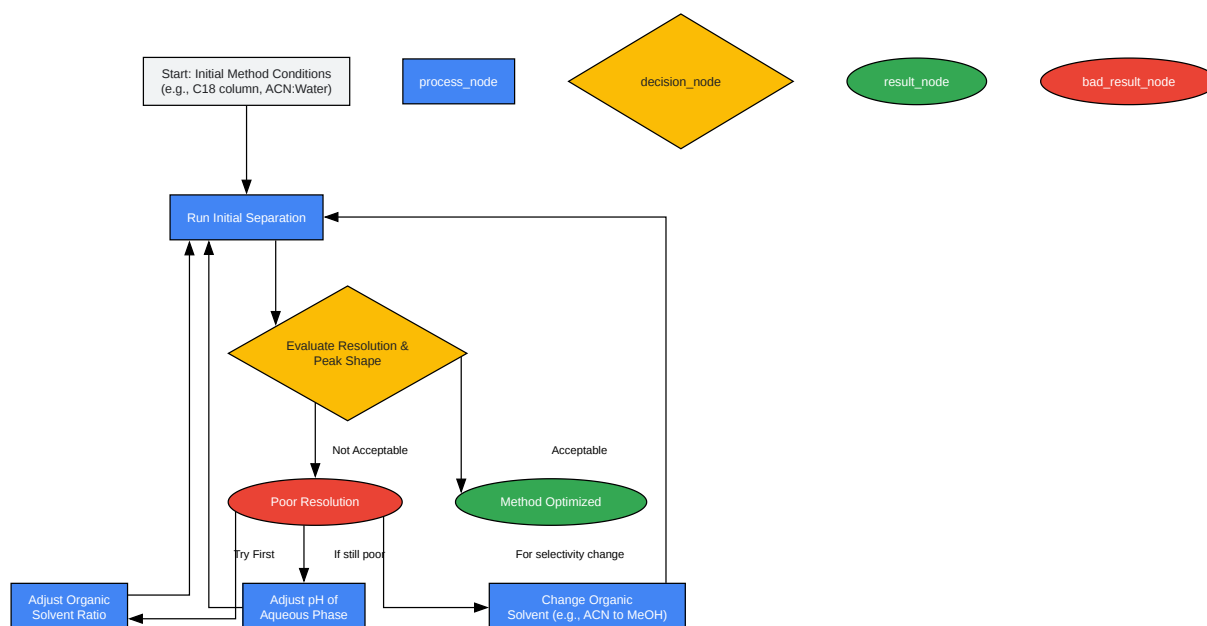 Start: Initial Method Conditions
(e.g., C18 column, ACN:Water)
process_node
decision_node
result_node
bad_result_node
Run Initial Separation
Evaluate Resolution &
Peak Shape
Not Acceptable
Acceptable
Poor Resolution
Method Optimized
Try First
If still poor
For selectivity change
Adjust Organic
Solvent Ratio
Adjust pH of
Aqueous Phase
Change Organic
Solvent (e.g., ACN to MeOH)